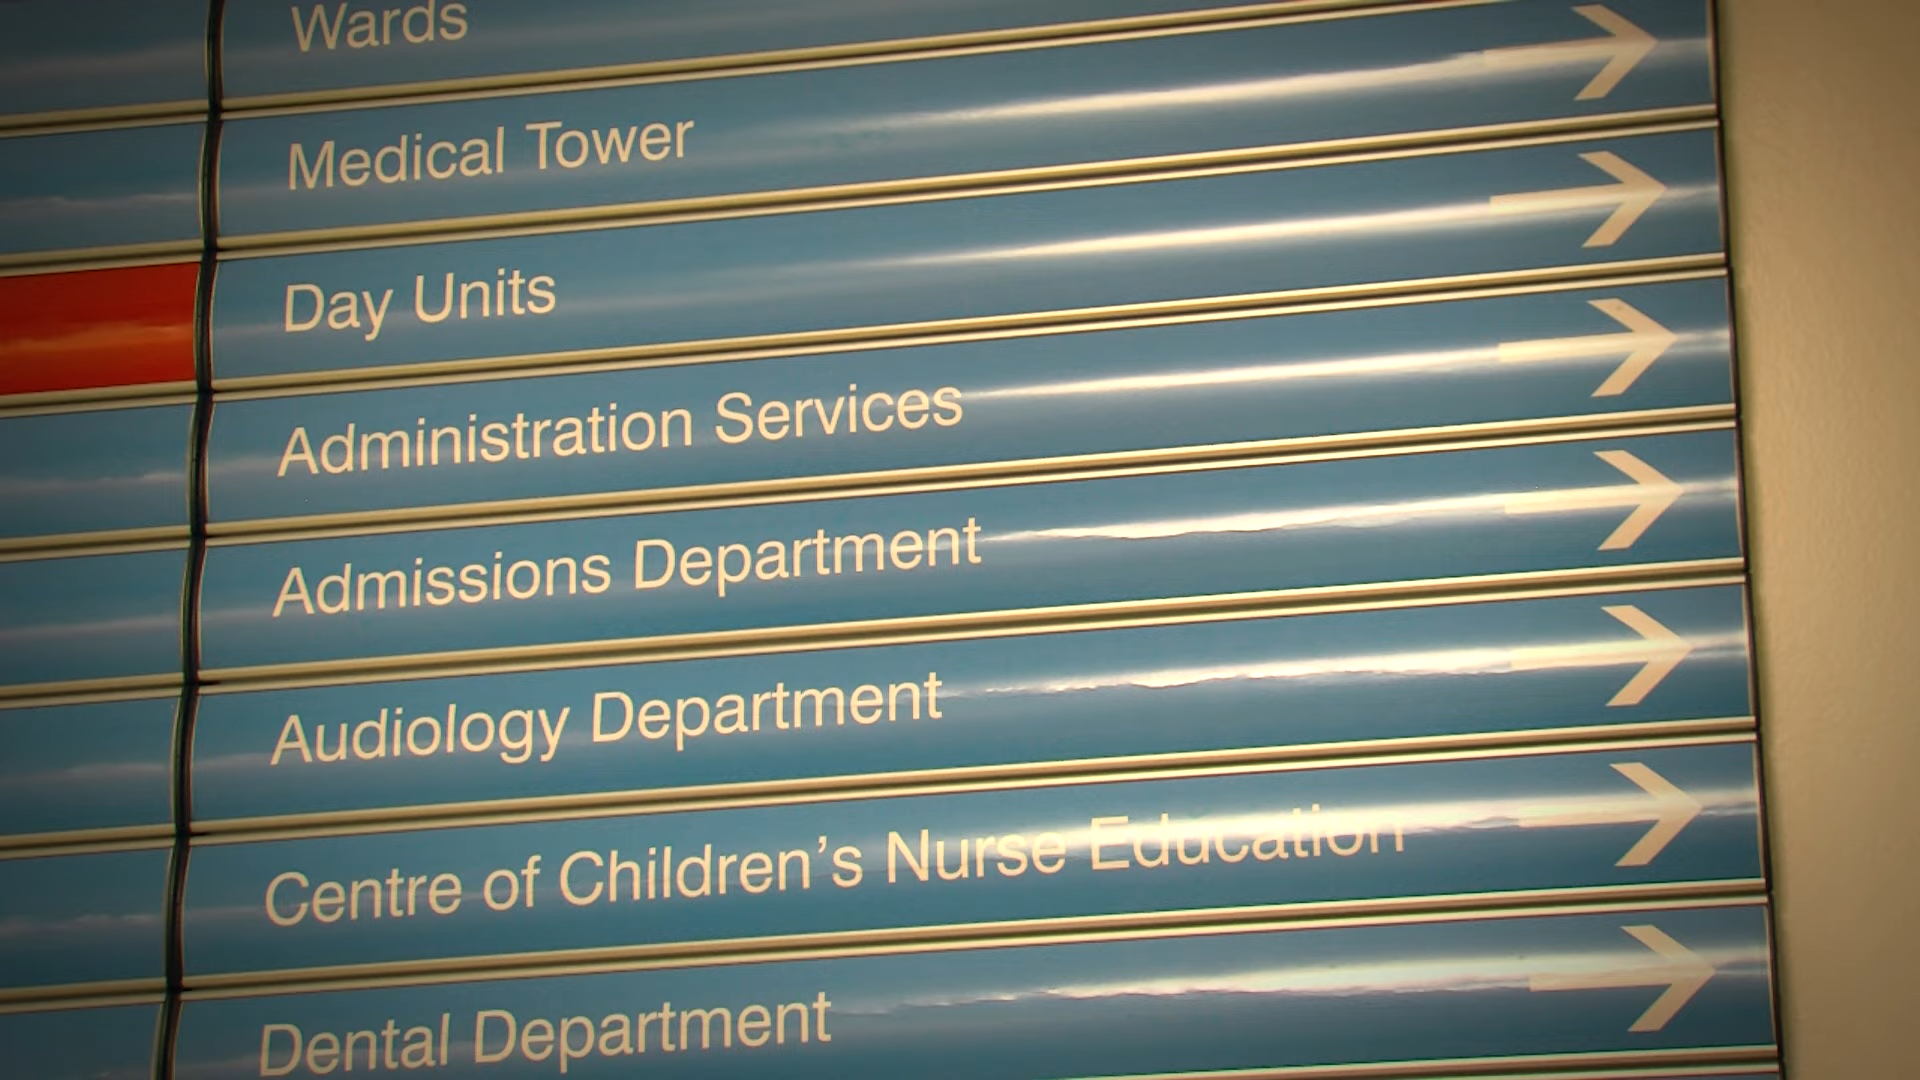 Wards
Medical Tower
Day Units
Administration Services
Admissions Department
Audiology Department
Centre of Children’s Nurse Education
Dental Department